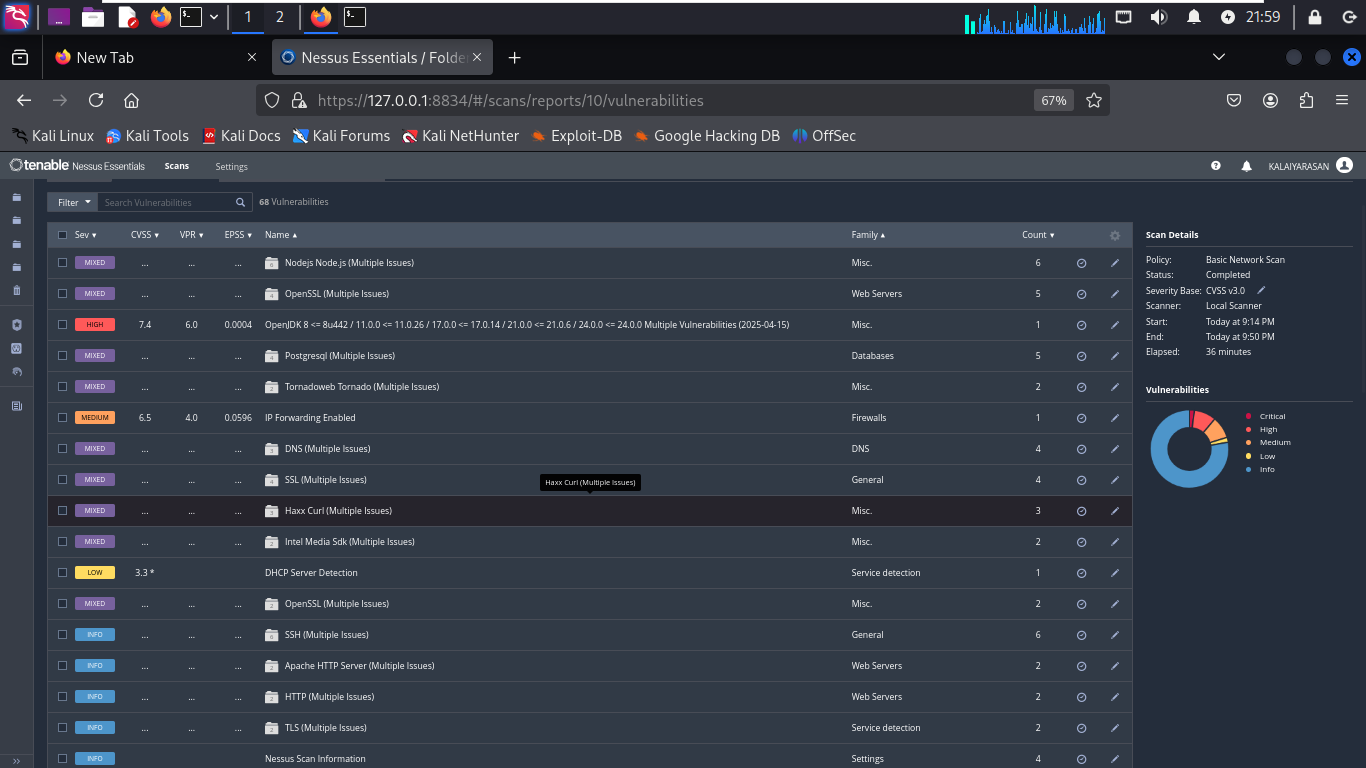 1
2
21:59
New Tab
Nessus Essentials / Folde
https://127.0.0.1:8834/#/scans/reports/10/vulnerabilities
67%
Kali Linux Kali Tools Kali Docs Kali Forums Kali NetHunter Exploit-DB Google Hacking DB OffSec
tenable Nessus Essentials Scans Settings KALAIYARASAN
Filter Search Vulnerabilities 68 Vulnerabilities
Sev CVSS VPR EPSS Name Family Count
MIXED ... ... ... 6 Nodejs Node.js (Multiple Issues) Misc. 6
MIXED ... ... ... 4 OpenSSL (Multiple Issues) Web Servers 5
HIGH 7.4 6.0 0.0004 OpenJDK 8 <= 8u442 / 11.0.0 <= 11.0.26 / 17.0.0 <= 17.0.14 / 21.0.0 <= 21.0.6 / 24.0.0 <= 24.0.0 Multiple Vulnerabilities (2025-04-15) Misc. 1
MIXED ... ... ... 4 Postgresql (Multiple Issues) Databases 5
MIXED ... ... ... 2 Tornadoweb Tornado (Multiple Issues) Misc. 2
MEDIUM 6.5 4.0 0.0596 IP Forwarding Enabled Firewalls 1
MIXED ... ... ... 3 DNS (Multiple Issues) DNS 4
MIXED ... ... ... 4 SSL (Multiple Issues) General 4
Haxx Curl (Multiple Issues)
MIXED ... ... ... 3 Haxx Curl (Multiple Issues) Misc. 3
MIXED ... ... ... 2 Intel Media Sdk (Multiple Issues) Misc. 2
LOW 3.3 * DHCP Server Detection Service detection 1
MIXED ... ... ... 2 OpenSSL (Multiple Issues) Misc. 2
INFO ... ... ... 6 SSH (Multiple Issues) General 6
INFO ... ... ... 2 Apache HTTP Server (Multiple Issues) Web Servers 2
INFO ... ... ... 2 HTTP (Multiple Issues) Web Servers 2
INFO ... ... ... 2 TLS (Multiple Issues) Service detection 2
INFO Nessus Scan Information Settings 4
Scan Details
Policy: Basic Network Scan
Status: Completed
Severity Base: CVSS v3.0
Scanner: Local Scanner
Start: Today at 9:14 PM
End: Today at 9:50 PM
Elapsed: 36 minutes
Vulnerabilities
Critical
High
Medium
Low
Info